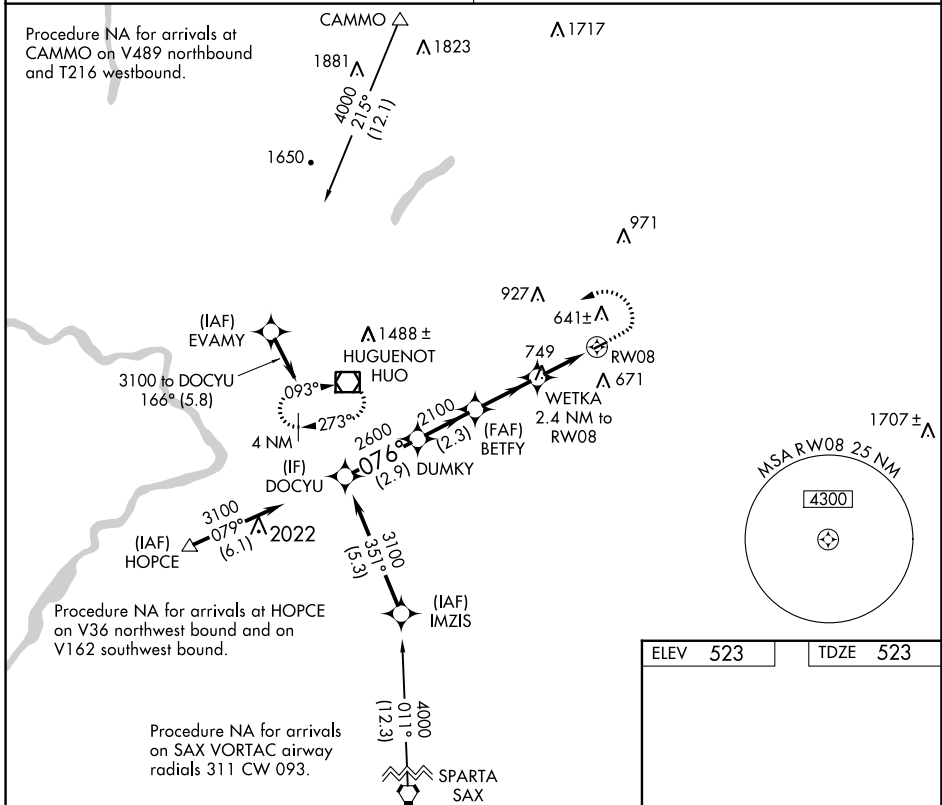 Procedure NA for arrivals at
CAMMO on V489 northbound
and T216 westbound.
CAMMO
1823
1717
1881
4000
215°
(12.1)
1650
971
927
641±
(IAF)
EVAMY
1488 ±
HUGUENOT
HUO
749
RW08
671
3100 to DOCYU
166° (5.8)
093°
273°
4 NM
WETKA
2.4 NM to
RW08
2100
(2.3)
(FAF)
BETFY
2600
076°
(2.9)
DUMKY
(IF)
DOCYU
1707 ±
MSA RW08 25 NM
4300
3100
079°
(6.1)
2022
(IAF)
HOPCE
3100
351°
(5.3)
(IAF)
IMZIS
Procedure NA for arrivals at HOPCE
on V36 northwest bound and on
V162 southwest bound.
ELEV 523
TDZE 523
4000
011°
(12.3)
Procedure NA for arrivals
on SAX VORTAC airway
radials 311 CW 093.
SPARTA
SAX